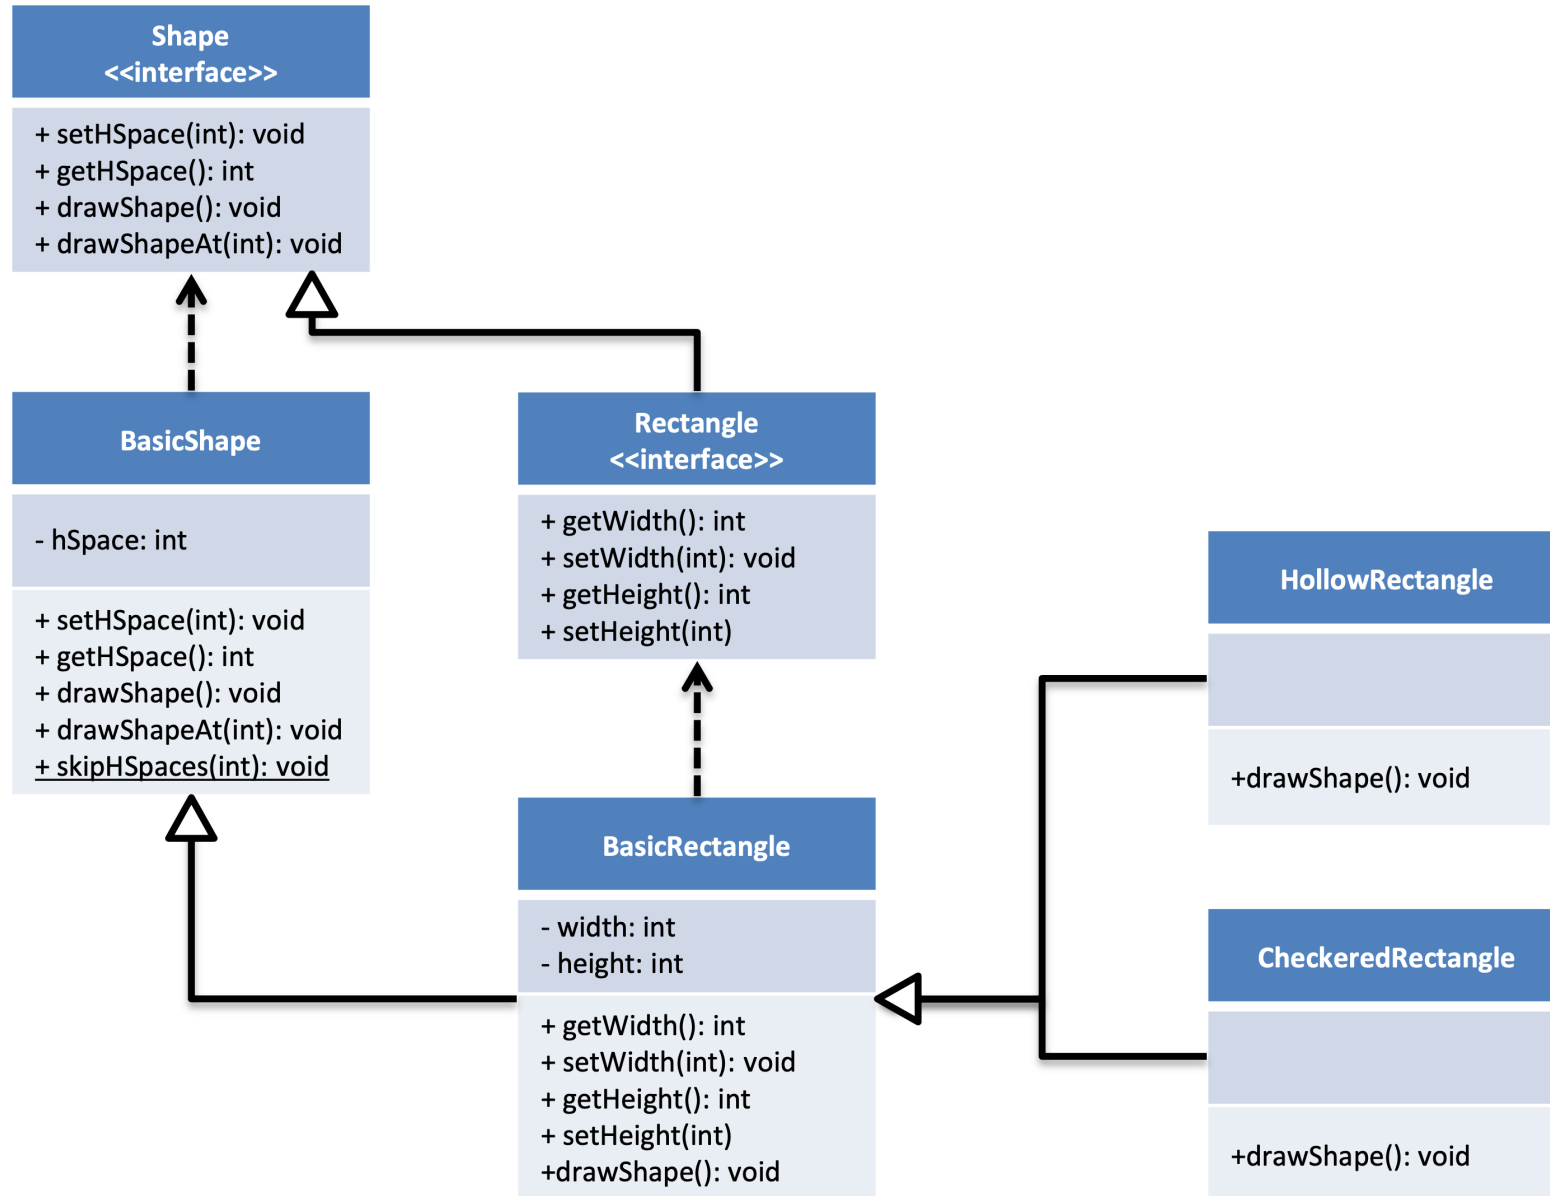 Shape
<<interface>>
+ setHSpace(int): void
+ getHSpace(): int
+ drawShape(): void
+ drawShapeAt(int): void
BasicShape
- hSpace: int
+ setHSpace(int): void
+ getHSpace(): int
+ drawShape(): void
+ drawShapeAt(int): void
+ skipHSpaces(int): void
Rectangle
<<interface>>
+ getWidth(): int
+ setWidth(int): void
+ getHeight(): int
+ setHeight(int)
BasicRectangle
- width: int
- height: int
+ getWidth(): int
+ setWidth(int): void
+ getHeight(): int
+ setHeight(int)
+drawShape(): void
HollowRectangle
+drawShape(): void
CheckeredRectangle
+drawShape(): void